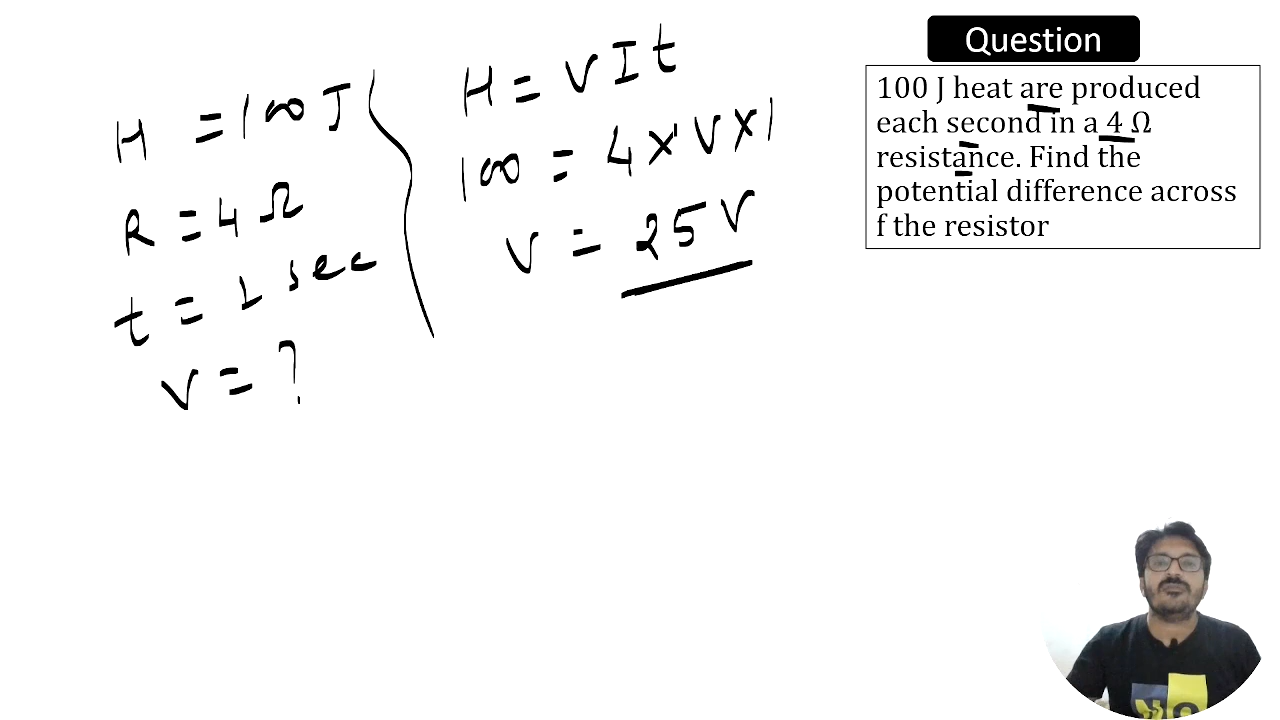 H = 100 J
R = 4 Ω
t = 1 sec
V = ?
H = V I t
100 = 4 × V × 1
V = 25 V
Question
100 J heat are produced
each second in a 4 Ω
resistance. Find the
potential difference across
f the resistor